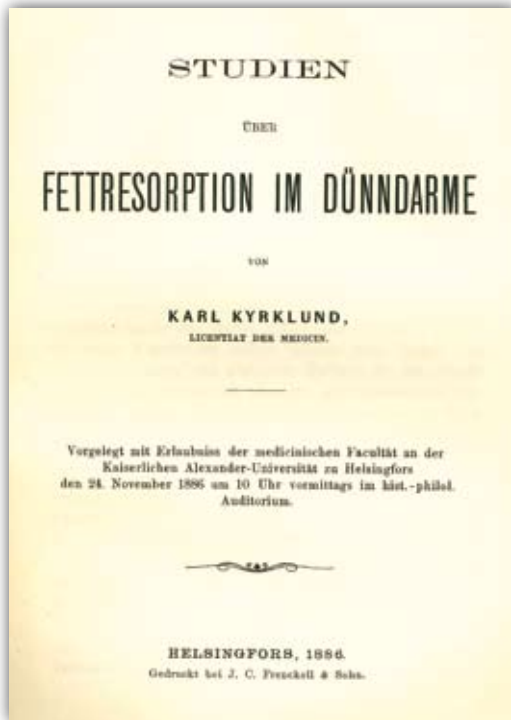 STUDIEN
ÜBER
FETTRESORPTION IM DÜNNDARME
VON
KARL KYRKLUND,
LICENTIAT DER MEDICIN.
Vorgelegt mit Erlaubniss der medicinischen Facultät an der
Kaiserlichen Alexander-Universität zu Helsingfors
den 24. November 1886 um 10 Uhr vormittags im hist.-philol.
Auditorium.
HELSINGFORS, 1886.
Gedruckt bei J. C. Frenckell & Sohn.